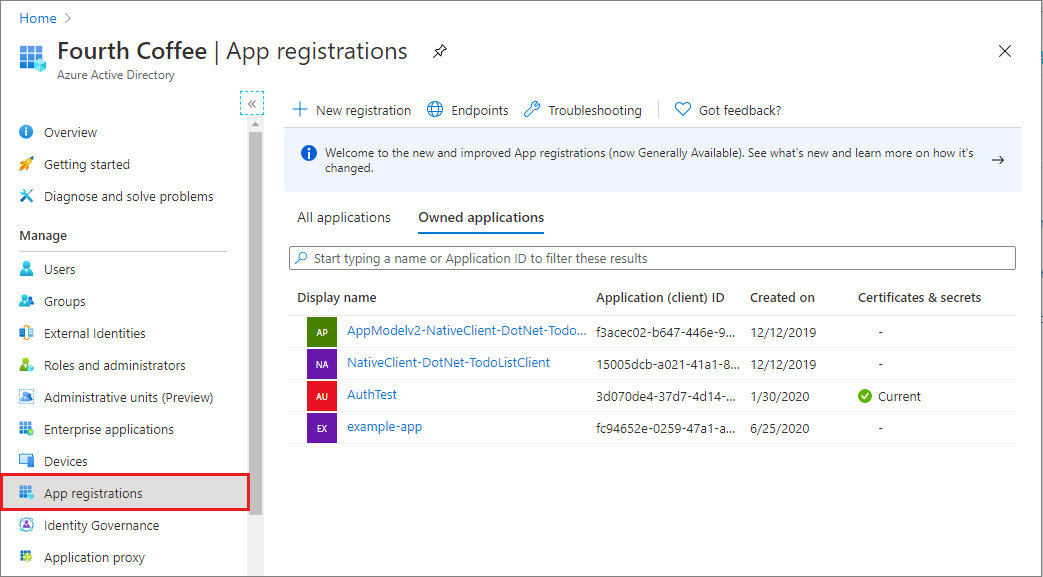 Home
Fourth Coffee | App registrations
Azure Active Directory
«
Overview
Getting started
Diagnose and solve problems
Manage
Users
Groups
External Identities
Roles and administrators
Administrative units (Preview)
Enterprise applications
Devices
App registrations
Identity Governance
Application proxy
New registration Endpoints Troubleshooting Got feedback?
Welcome to the new and improved App registrations (now Generally Available). See what's new and learn more on how it's
changed.
All applications Owned applications
Start typing a name or Application ID to filter these results
Display name Application (client) ID Created on Certificates & secrets
AP AppModelv2-NativeClient-DotNet-Todo... f3acec02-b647-446e-9... 12/12/2019 -
NA NativeClient-DotNet-TodoListClient 15005dcb-a021-41a1-8... 12/12/2019 -
AU AuthTest 3d070de4-37d7-4d14-... 1/30/2020 Current
EX example-app fc94652e-0259-47a1-a... 6/25/2020 -